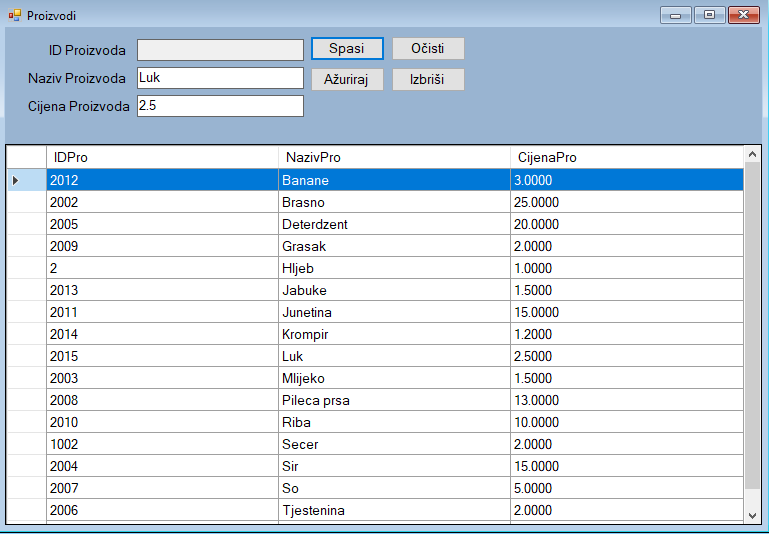 Proizvodi
ID Proizvoda Spasi Očisti
Naziv Proizvoda Luk Ažuriraj Izbriši
Cijena Proizvoda 2.5
IDPro NazivPro CijenaPro
2012 Banane 3.0000
2002 Brasno 25.0000
2005 Deterdzent 20.0000
2009 Grasak 2.0000
2 Hljeb 1.0000
2013 Jabuke 1.5000
2011 Junetina 15.0000
2014 Krompir 1.2000
2015 Luk 2.5000
2003 Mlijeko 1.5000
2008 Pileca prsa 13.0000
2010 Riba 10.0000
1002 Secer 2.0000
2004 Sir 15.0000
2007 So 5.0000
2006 Tjestenina 2.0000